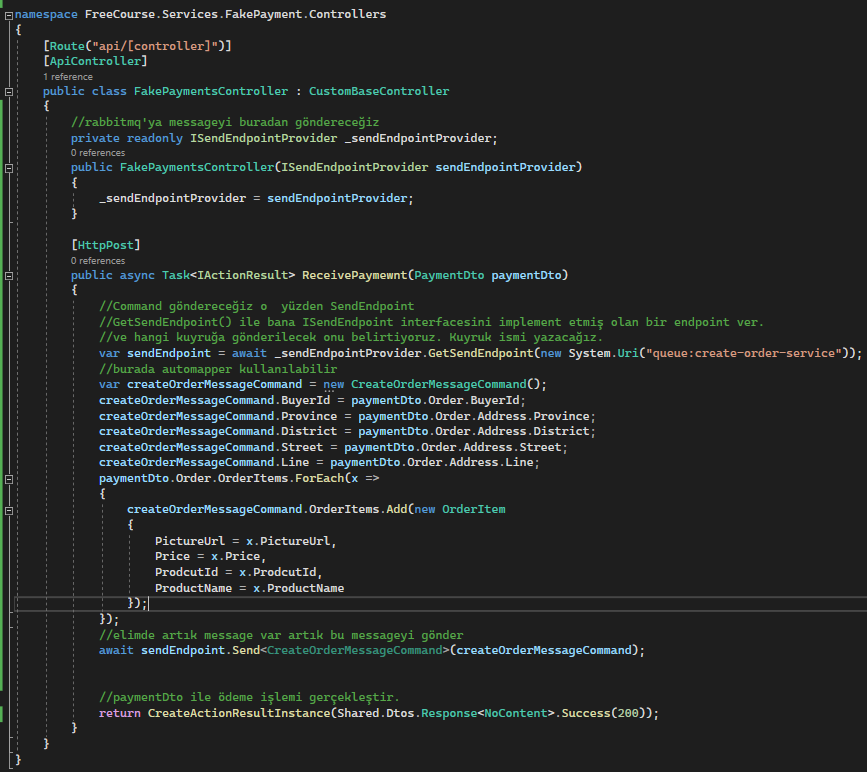 namespace FreeCourse.Services.FakePayment.Controllers
{
[Route("api/[controller]")]
[ApiController]
1 reference
public class FakePaymentsController : CustomBaseController
{
//rabbitmq'ya messageyi buradan göndereceğiz
private readonly ISendEndpointProvider _sendEndpointProvider;
0 references
public FakePaymentsController(ISendEndpointProvider sendEndpointProvider)
{
_sendEndpointProvider = sendEndpointProvider;
}
[HttpPost]
0 references
public async Task<IActionResult> ReceivePaymewnt(PaymentDto paymentDto)
{
//Command göndereceğiz o  yüzden SendEndpoint
//GetSendEndpoint() ile bana ISendEndpoint interfacesini implement etmiş olan bir endpoint ver.
//ve hangi kuyruğa gönderilecek onu belirtiyoruz. Kuyruk ismi yazacağız.
var sendEndpoint = await _sendEndpointProvider.GetSendEndpoint(new System.Uri("queue:create-order-service"));
//burada automapper kullanılabilir
var createOrderMessageCommand = new CreateOrderMessageCommand();
createOrderMessageCommand.BuyerId = paymentDto.Order.BuyerId;
createOrderMessageCommand.Province = paymentDto.Order.Address.Province;
createOrderMessageCommand.District = paymentDto.Order.Address.District;
createOrderMessageCommand.Street = paymentDto.Order.Address.Street;
createOrderMessageCommand.Line = paymentDto.Order.Address.Line;
paymentDto.Order.OrderItems.ForEach(x =>
{
createOrderMessageCommand.OrderItems.Add(new OrderItem
{
PictureUrl = x.PictureUrl,
Price = x.Price,
ProdcutId = x.ProdcutId,
ProductName = x.ProductName
});
});
//elimde artık message var artık bu messageyi gönder
await sendEndpoint.Send<CreateOrderMessageCommand>(createOrderMessageCommand);
//paymentDto ile ödeme işlemi gerçekleştir.
return CreateActionResultInstance(Shared.Dtos.Response<NoContent>.Success(200));
}
}
}